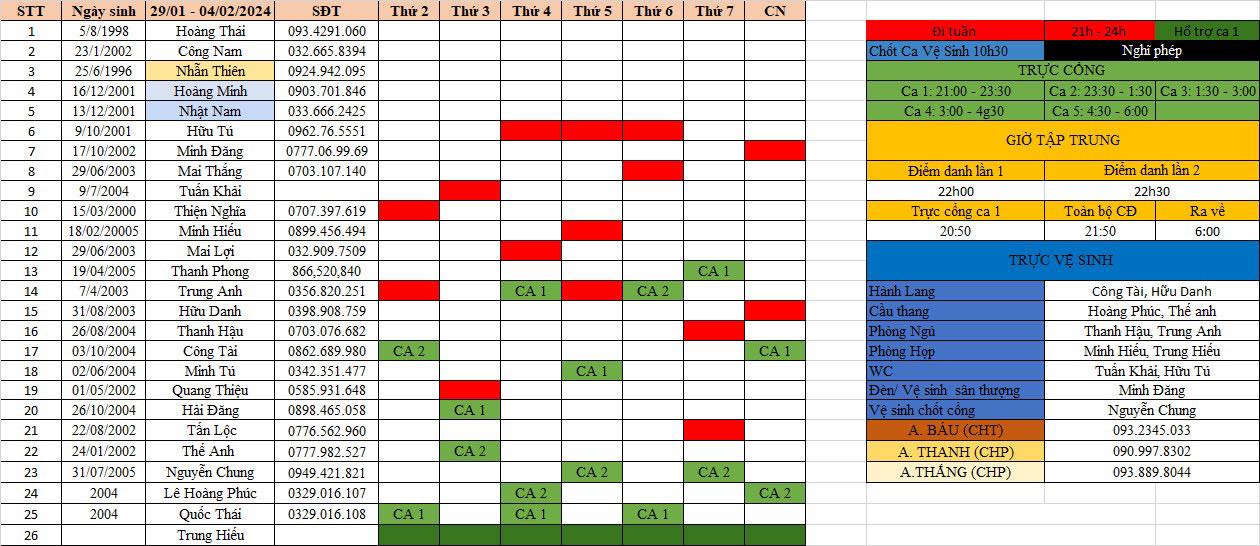 STT Ngày sinh 29/01 - 04/02/2024 SĐT Thứ 2 Thứ 3 Thứ 4 Thứ 5 Thứ 6 Thứ 7 CN
1 5/8/1998 Hoàng Thái 093.4291.060 Đi tuần 21h - 24h Hổ trợ ca 1
2 23/1/2002 Công Nam 032.665.8394 Chốt Ca Vệ Sinh 10h30 Nghĩ phép
3 25/6/1996 Nhẫn Thiên 0924.942.095 TRỰC CỔNG
4 16/12/2001 Hoàng Minh 0903.701.846 Ca 1: 21:00 - 23:30 Ca 2: 23:30 - 1:30 Ca 3: 1:30 - 3:00
5 13/12/2001 Nhật Nam 033.666.2425 Ca 4: 3:00 - 4g30 Ca 5: 4:30 - 6:00
6 9/10/2001 Hữu Tú 0962.76.5551 GIỜ TẬP TRUNG
7 17/10/2002 Minh Đăng 0777.06.99.69
8 29/06/2003 Mai Thắng 0703.107.140 Điểm danh lần 1 Điểm danh lần 2
9 9/7/2004 Tuấn Khải 22h00 22h30
10 15/03/2000 Thiện Nghĩa 0707.397.619 Trực cổng ca 1 Toàn bộ CĐ Ra về
11 18/02/20005 Minh Hiếu 0899.456.494 20:50 21:50 6:00
12 29/06/2003 Mai Lợi 032.909.7509 TRỰC VỆ SINH
13 19/04/2005 Thanh Phong 866,520,840 CA 1
14 7/4/2003 Trung Anh 0356.820.251 CA 1 CA 2 Hành Lang Công Tài, Hữu Danh
15 31/08/2003 Hữu Danh 0398.908.759 Cầu thang Hoàng Phúc, Thế anh
16 26/08/2004 Thanh Hậu 0703.076.682 Phòng Ngủ Thanh Hậu, Trung Anh
17 03/10/2004 Công Tài 0862.689.980 CA 2 CA 1 Phòng Họp Minh Hiếu, Trung Hiếu
18 02/06/2004 Minh Tú 0342.351.477 CA 1 WC Tuấn Khải, Hữu Tú
19 01/05/2002 Quang Thiệu 0585.931.648 Đèn/ Vệ sinh sân thượng Minh Đăng
20 26/10/2004 Hải Đăng 0898.465.058 CA 1 Vệ sinh chốt cổng Nguyễn Chung
21 22/08/2002 Tấn Lộc 0776.562.960 A. BÁU (CHT) 093.2345.033
22 24/01/2002 Thế Anh 0777.982.527 CA 2 A. THANH (CHP) 090.997.8302
23 31/07/2005 Nguyễn Chung 0949.421.821 CA 2 CA 2 A.THẮNG (CHP) 093.889.8044
24 2004 Lê Hoàng Phúc 0329.016.107 CA 2 CA 2
25 2004 Quốc Thái 0329.016.108 CA 1 CA 1 CA 1
26 Trung Hiếu